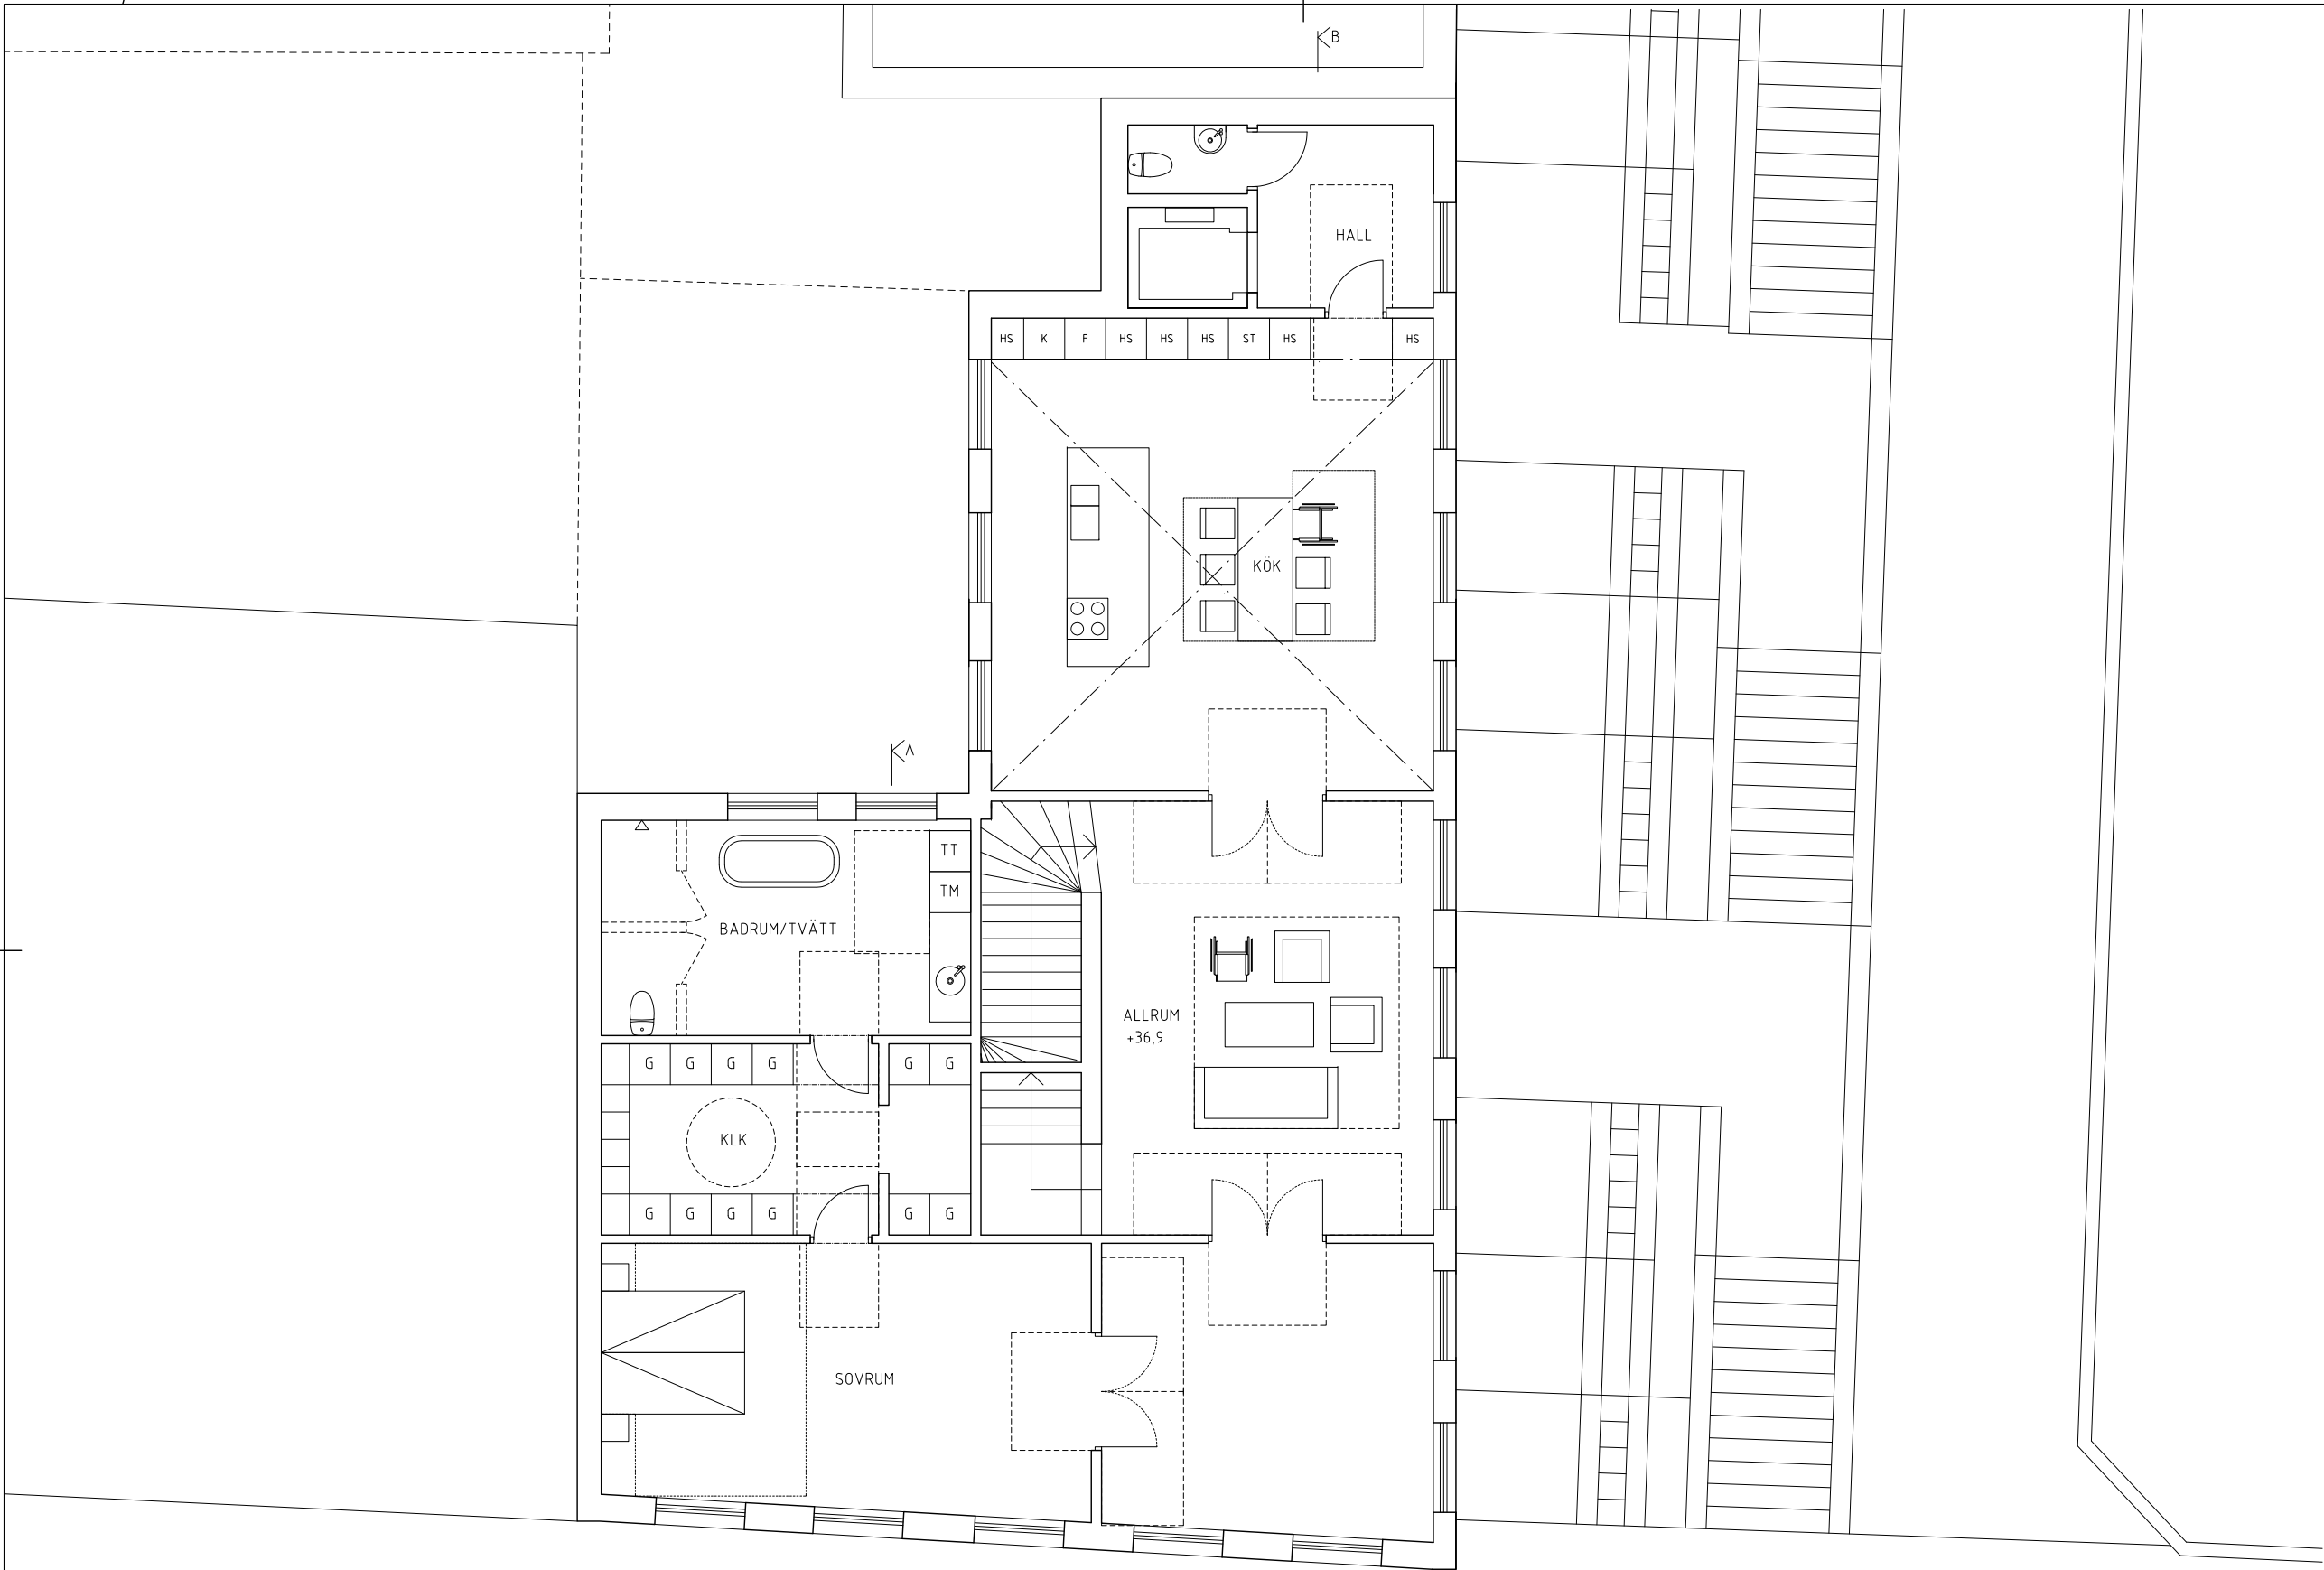 B
HALL
HS K F HS HS HS ST HS HS
KÖK
A
TT
TM
BADRUM/TVÄTT
ALLRUM
+36,9
G G G G G G
KLK
G G G G G G
SOVRUM